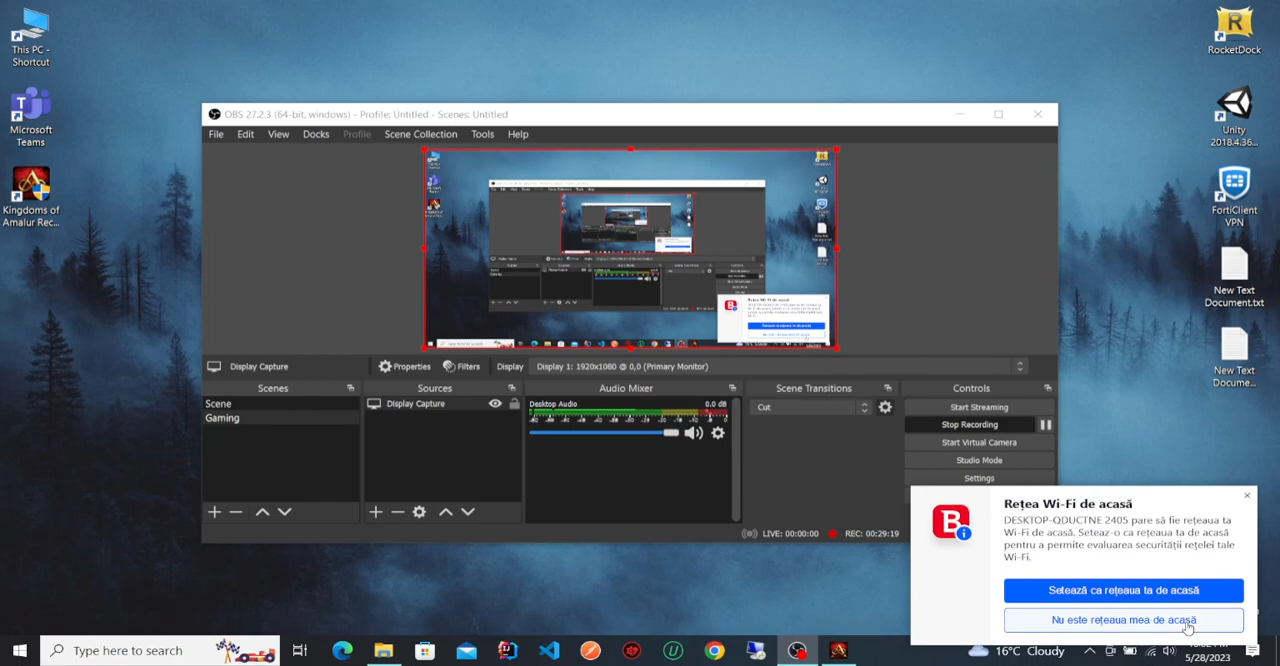 This PC -
Shortcut
Microsoft
Teams
Kingdoms of
Amalur Rec...
R
RocketDock
Unity
2018.4.36...
FortiClient
VPN
New Text
Document.txt
New Text
Docume...
OBS 27.2.3 (64-bit, windows) - Profile: Untitled - Scenes: Untitled
File Edit View Docks Profile Scene Collection Tools Help
Display Capture Properties Filters Display Display 1: 1920x1080 @ 0,0 (Primary Monitor)
Scenes Sources Audio Mixer Scene Transitions Controls
Scene
Gaming
Display Capture
Desktop Audio 0.0 dB
Cut
Start Streaming
Stop Recording
Start Virtual Camera
Studio Mode
Settings
LIVE: 00:00:00 REC: 00:29:19
B
Rețea Wi-Fi de acasă
DESKTOP-QDUCTNE 2405 pare să fie rețeaua ta
Wi-Fi de acasă. Seteaz-o ca rețeaua ta de acasă
pentru a permite evaluarea securității rețelei tale
Wi-Fi.
Setează ca rețeaua ta de acasă
Nu este rețeaua mea de acasă
Type here to search
16°C Cloudy
5/28/2023